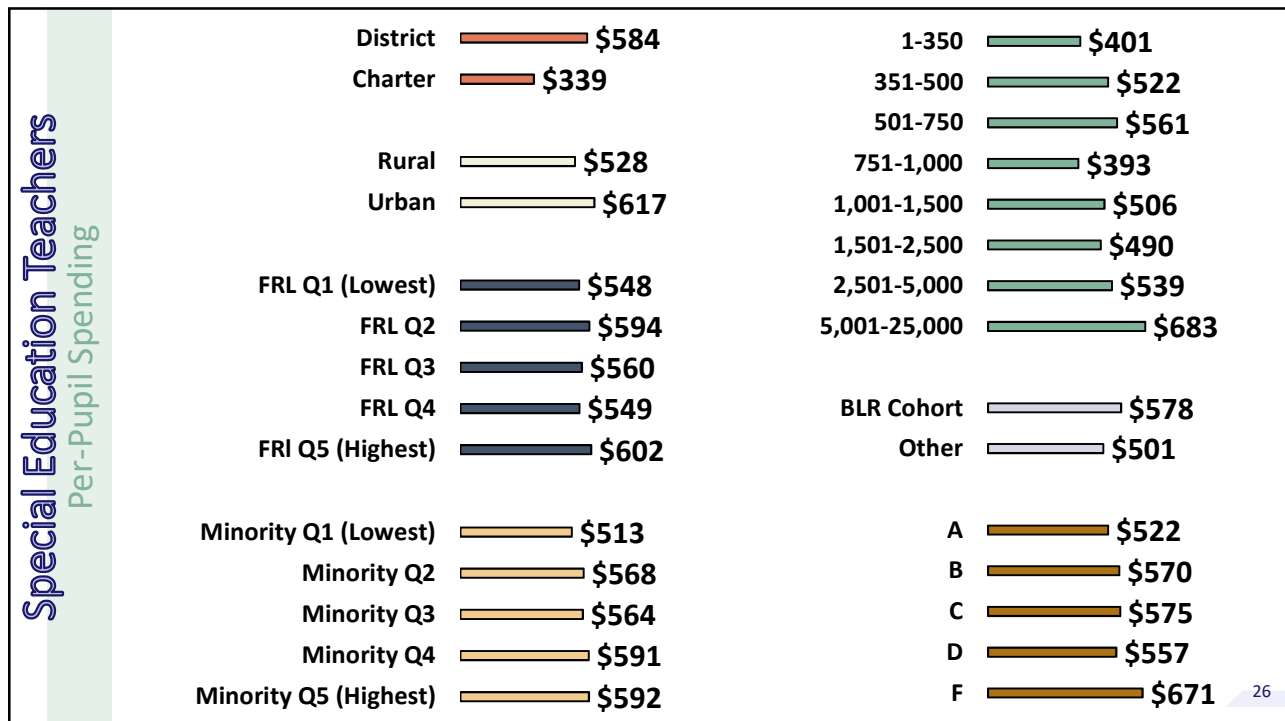 Special Education Teachers
Per-Pupil Spending
District $584
Charter $339
Rural $528
Urban $617
FRL Q1 (Lowest) $548
FRL Q2 $594
FRL Q3 $560
FRL Q4 $549
FRl Q5 (Highest) $602
Minority Q1 (Lowest) $513
Minority Q2 $568
Minority Q3 $564
Minority Q4 $591
Minority Q5 (Highest) $592
1-350 $401
351-500 $522
501-750 $561
751-1,000 $393
1,001-1,500 $506
1,501-2,500 $490
2,501-5,000 $539
5,001-25,000 $683
BLR Cohort $578
Other $501
A $522
B $570
C $575
D $557
F $671
26